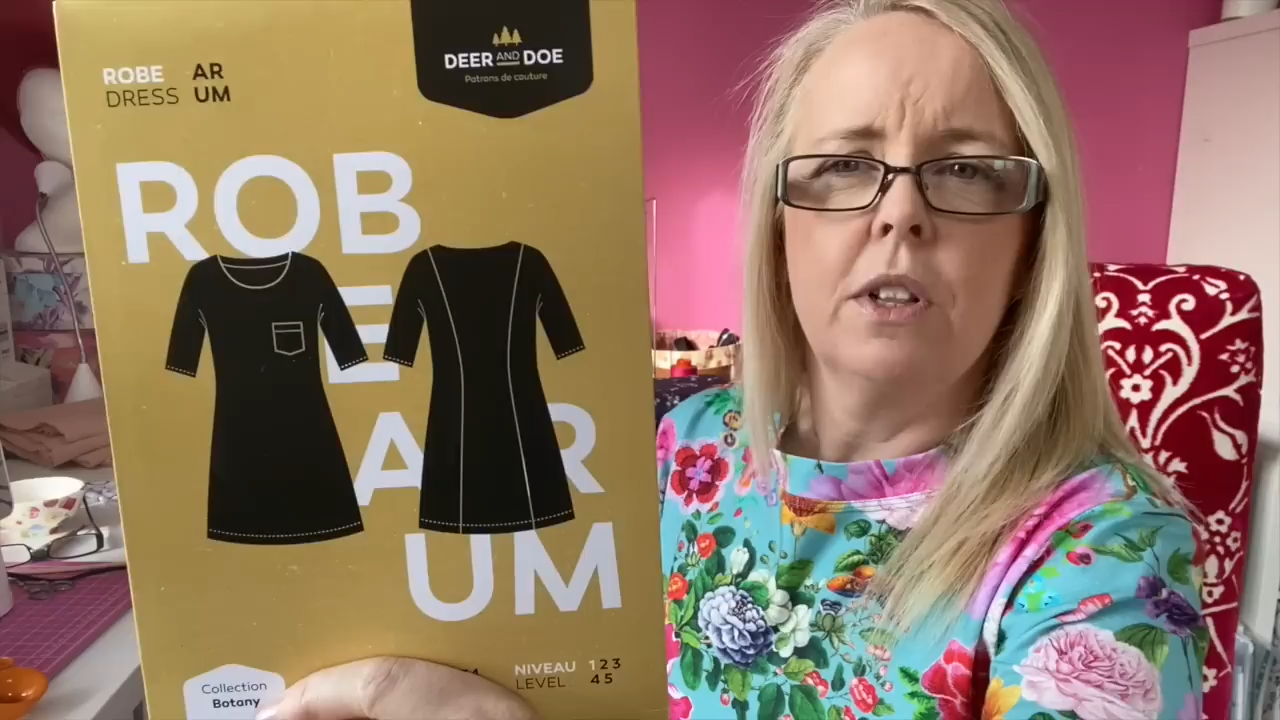 DEER AND DOE
Patrons de couture
ROBE AR
DRESS UM
ROB
E
AR
UM
NIVEAU 1 2 3
LEVEL 4 5
Collection
Botany